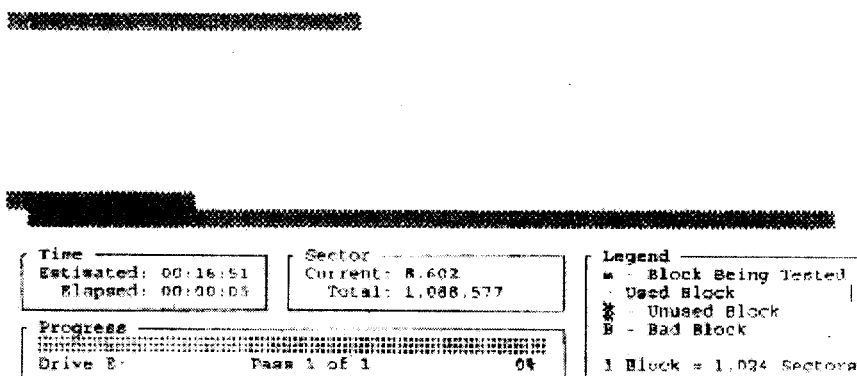 Time
Estimated: 00:16:51
Elapsed: 00:00:05
Sector
Current: 8,602
Total: 1,088,577
Legend
- Block Being Tested
- Used Block
- Unused Block
B - Bad Block
1 Block = 1,024 Sectors
Progress
Drive E: Pass 1 of 1 0%